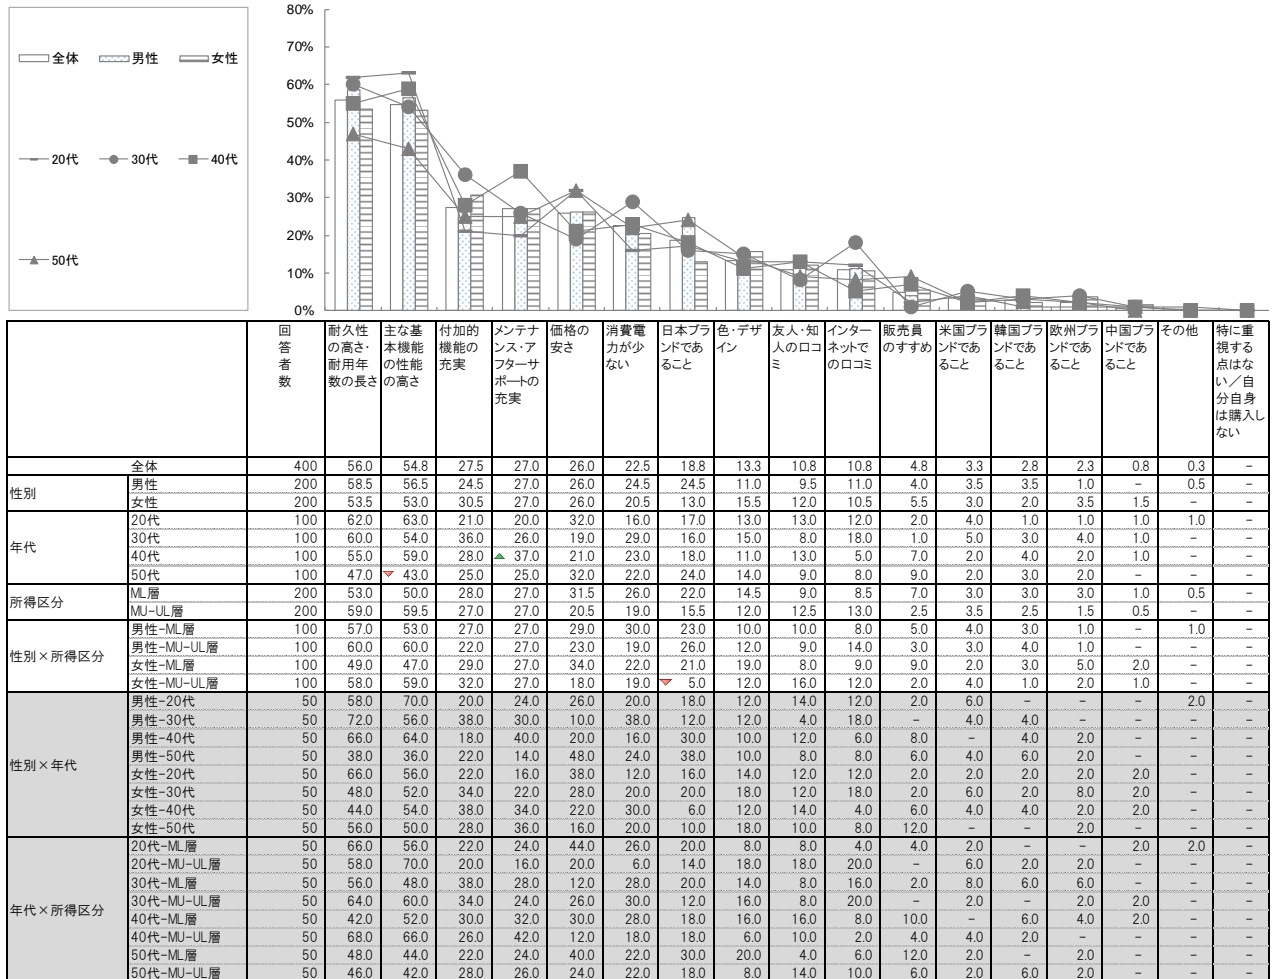 80%
70%
60%
50%
40%
30%
20%
10%
0%
全体 男性 女性
20代 30代 40代
50代
回答者数 耐久性の高さ・耐用年数の長さ 主な基本機能の性能の高さ 付加的機能の充実 メンテナンス・アフターサポートの充実 価格の安さ 消費電力が少ない 日本ブランドであること 色・デザイン 友人・知人の口コミ インターネットでの口コミ 販売員のすすめ 米国ブランドであること 韓国ブランドであること 欧州ブランドであること 中国ブランドであること その他 特に重視する点はない／自分自身は購入しない
全体 400 56.0 54.8 27.5 27.0 26.0 22.5 18.8 13.3 10.8 10.8 4.8 3.3 2.8 2.3 0.8 0.3 -
性別
男性 200 58.5 56.5 24.5 27.0 26.0 24.5 24.5 11.0 9.5 11.0 4.0 3.5 3.5 1.0 - 0.5 -
女性 200 53.5 53.0 30.5 27.0 26.0 20.5 13.0 15.5 12.0 10.5 5.5 3.0 2.0 3.5 1.5 - -
年代
20代 100 62.0 63.0 21.0 20.0 32.0 16.0 17.0 13.0 13.0 12.0 2.0 4.0 1.0 1.0 1.0 1.0 -
30代 100 60.0 54.0 36.0 26.0 19.0 29.0 16.0 15.0 8.0 18.0 1.0 5.0 3.0 4.0 1.0 - -
40代 100 55.0 59.0 28.0 37.0 21.0 23.0 18.0 11.0 13.0 5.0 7.0 2.0 4.0 2.0 1.0 - -
50代 100 47.0 43.0 25.0 25.0 32.0 22.0 24.0 14.0 9.0 8.0 9.0 2.0 3.0 2.0 - - -
所得区分
ML層 200 53.0 50.0 28.0 27.0 31.5 26.0 22.0 14.5 9.0 8.5 7.0 3.0 3.0 3.0 1.0 0.5 -
MU-UL層 200 59.0 59.5 27.0 27.0 20.5 19.0 15.5 12.0 12.5 13.0 2.5 3.5 2.5 1.5 0.5 - -
性別×所得区分
男性-ML層 100 57.0 53.0 27.0 27.0 29.0 30.0 23.0 10.0 10.0 8.0 5.0 4.0 3.0 1.0 - 1.0 -
男性-MU-UL層 100 60.0 60.0 22.0 27.0 23.0 19.0 26.0 12.0 9.0 14.0 3.0 3.0 4.0 1.0 - - -
女性-ML層 100 49.0 47.0 29.0 27.0 34.0 22.0 21.0 19.0 8.0 9.0 9.0 2.0 3.0 5.0 2.0 - -
女性-MU-UL層 100 58.0 59.0 32.0 27.0 18.0 19.0 5.0 12.0 16.0 12.0 2.0 4.0 1.0 2.0 1.0 - -
性別×年代
男性-20代 50 58.0 70.0 20.0 24.0 26.0 20.0 18.0 12.0 14.0 12.0 2.0 6.0 - - - 2.0 -
男性-30代 50 72.0 56.0 38.0 30.0 10.0 38.0 12.0 12.0 4.0 18.0 - 4.0 4.0 - - - -
男性-40代 50 66.0 64.0 18.0 40.0 20.0 16.0 30.0 10.0 12.0 6.0 8.0 - 4.0 2.0 - - -
男性-50代 50 38.0 36.0 22.0 14.0 48.0 24.0 38.0 10.0 8.0 8.0 6.0 4.0 6.0 2.0 - - -
女性-20代 50 66.0 56.0 22.0 16.0 38.0 12.0 16.0 14.0 12.0 12.0 2.0 2.0 2.0 2.0 2.0 - -
女性-30代 50 48.0 52.0 34.0 22.0 28.0 20.0 20.0 18.0 12.0 18.0 2.0 6.0 2.0 8.0 2.0 - -
女性-40代 50 44.0 54.0 38.0 34.0 22.0 30.0 6.0 12.0 14.0 4.0 6.0 4.0 4.0 2.0 2.0 - -
女性-50代 50 56.0 50.0 28.0 36.0 16.0 20.0 10.0 18.0 10.0 8.0 12.0 - - 2.0 - - -
年代×所得区分
20代-ML層 50 66.0 56.0 22.0 24.0 44.0 26.0 20.0 8.0 8.0 4.0 4.0 2.0 - - 2.0 2.0 -
20代-MU-UL層 50 58.0 70.0 20.0 16.0 20.0 6.0 14.0 18.0 18.0 20.0 - 6.0 2.0 2.0 - - -
30代-ML層 50 56.0 48.0 38.0 28.0 12.0 28.0 20.0 14.0 8.0 16.0 2.0 8.0 6.0 6.0 - - -
30代-MU-UL層 50 64.0 60.0 34.0 24.0 26.0 30.0 12.0 16.0 8.0 20.0 - 2.0 - 2.0 2.0 - -
40代-ML層 50 42.0 52.0 30.0 32.0 30.0 28.0 18.0 16.0 16.0 8.0 10.0 - 6.0 4.0 2.0 - -
40代-MU-UL層 50 68.0 66.0 26.0 42.0 12.0 18.0 18.0 6.0 10.0 2.0 4.0 4.0 2.0 - - - -
50代-ML層 50 48.0 44.0 22.0 24.0 40.0 22.0 30.0 20.0 4.0 6.0 12.0 2.0 - 2.0 - - -
50代-MU-UL層 50 46.0 42.0 28.0 26.0 24.0 22.0 18.0 8.0 14.0 10.0 6.0 2.0 6.0 2.0 - - -